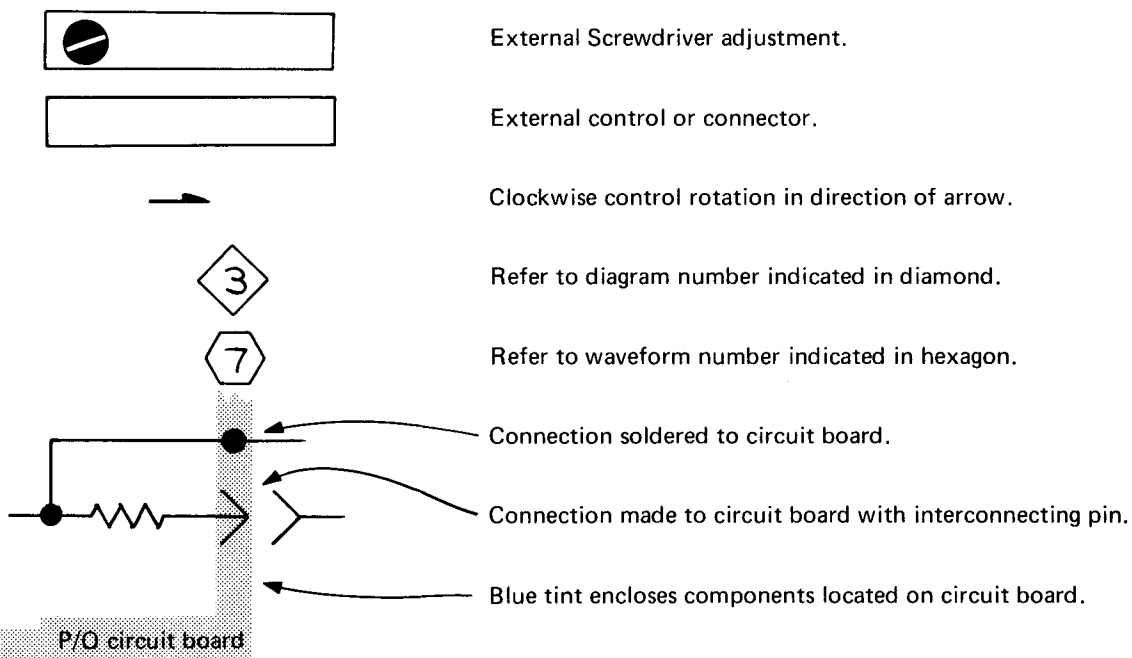 External Screwdriver adjustment.
External control or connector.
Clockwise control rotation in direction of arrow.
3
Refer to diagram number indicated in diamond.
7
Refer to waveform number indicated in hexagon.
Connection soldered to circuit board.
Connection made to circuit board with interconnecting pin.
Blue tint encloses components located on circuit board.
P/O circuit board